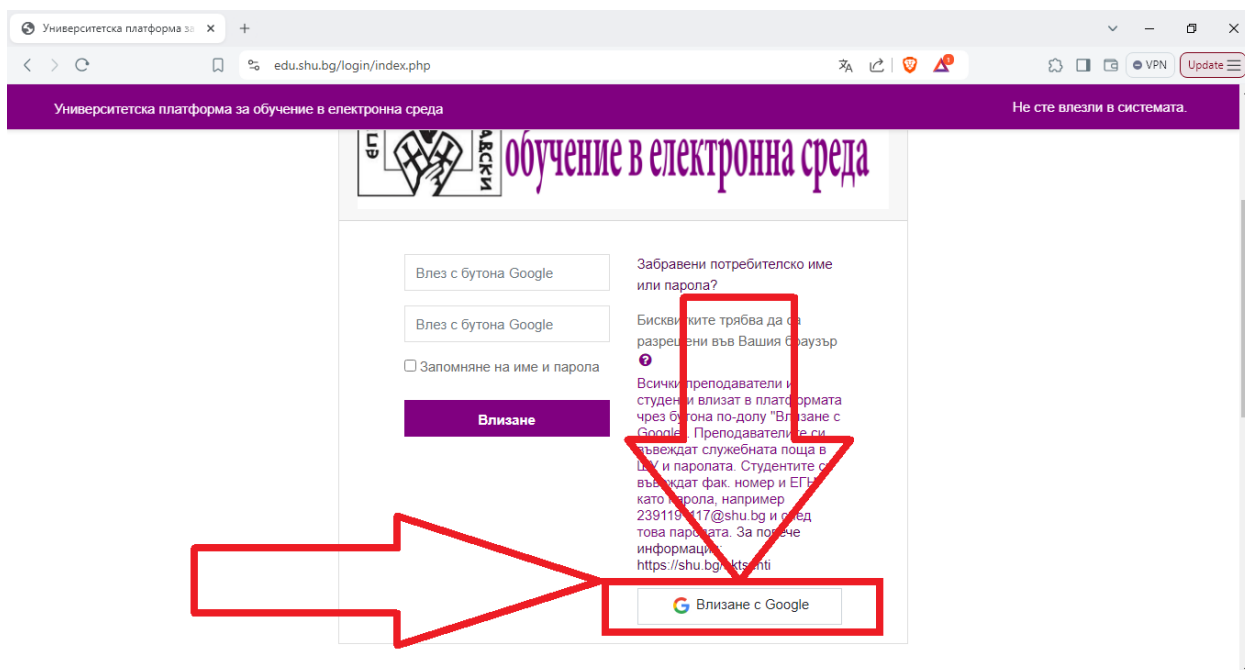 Университетска платформа за
edu.shu.bg/login/index.php
VPN
Update
Университетска платформа за обучение в електронна среда
Не сте влезли в системата.
обучение в електронна среда
Влез с бутона Google
Влез с бутона Google
Запомняне на име и парола
Влизане
Забравени потребителско име
или парола?
Бисквитките трябва да са
разрешени във Вашия браузър
Всички преподаватели и
студенти влизат в платформата
чрез бутона по-долу "Влизане с
Google". Преподавателите си
въвеждат служебната поща в
ШУ и паролата. Студентите си
въвеждат фак. номер и ЕГН
като парола, например
@shu.bg и след
това паролата. За повече
информация:
Влизане с Google